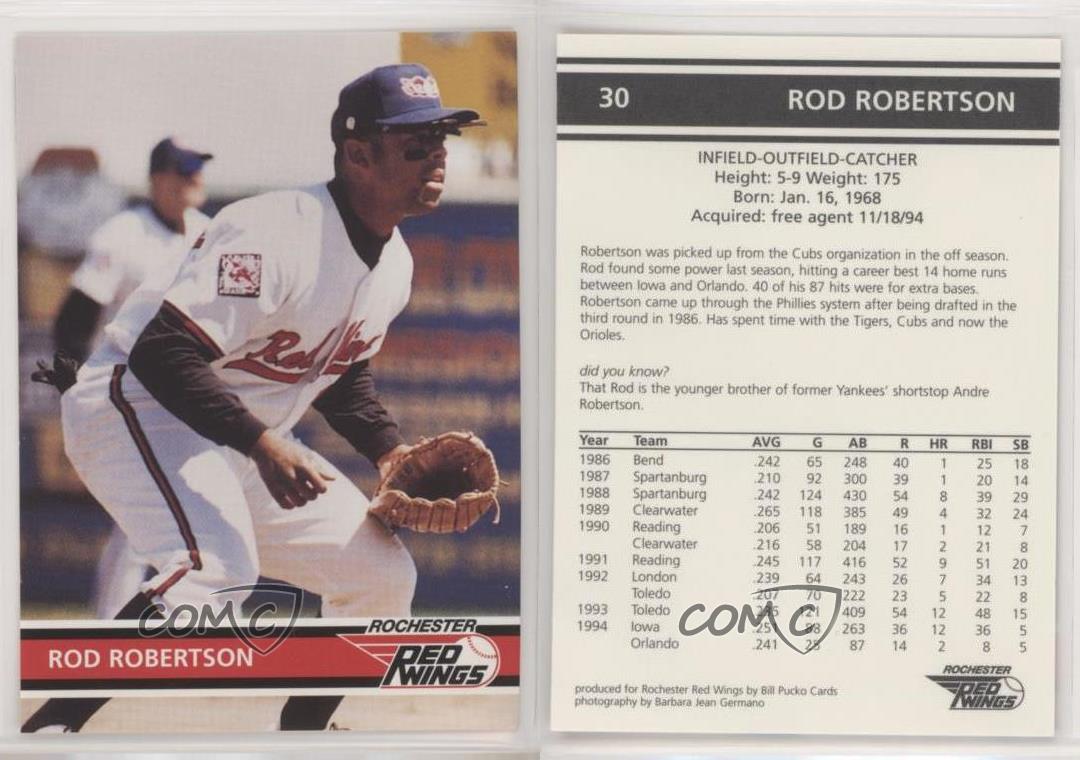 Red Wings
COMC
ROD ROBERTSON
ROCHESTER
RED
WINGS
30 ROD ROBERTSON
INFIELD-OUTFIELD-CATCHER
Height: 5-9 Weight: 175
Born: Jan. 16, 1968
Acquired: free agent 11/18/94
Robertson was picked up from the Cubs organization in the off season.
Rod found some power last season, hitting a career best 14 home runs
between Iowa and Orlando. 40 of his 87 hits were for extra bases.
Robertson came up through the Phillies system after being drafted in the
third round in 1986. Has spent time with the Tigers, Cubs and now the
Orioles.
did you know?
That Rod is the younger brother of former Yankees' shortstop Andre
Robertson.
Year Team AVG G AB R HR RBI SB
1986 Bend .242 65 248 40 1 25 18
1987 Spartanburg .210 92 300 39 1 20 14
1988 Spartanburg .242 124 430 54 8 39 29
1989 Clearwater .265 118 385 49 4 32 24
1990 Reading .206 51 189 16 1 12 7
Clearwater .216 58 204 17 2 21 8
1991 Reading .245 117 416 52 9 51 20
1992 London .239 64 243 26 7 34 13
Toledo .207 70 222 23 5 22 8
1993 Toledo 121 409 54 12 48 15
1994 Iowa .251 88 263 36 12 36 5
Orlando .241 25 87 14 2 8 5
COMC
produced for Rochester Red Wings by Bill Pucko Cards
photography by Barbara Jean Germano
ROCHESTER
RED
WINGS